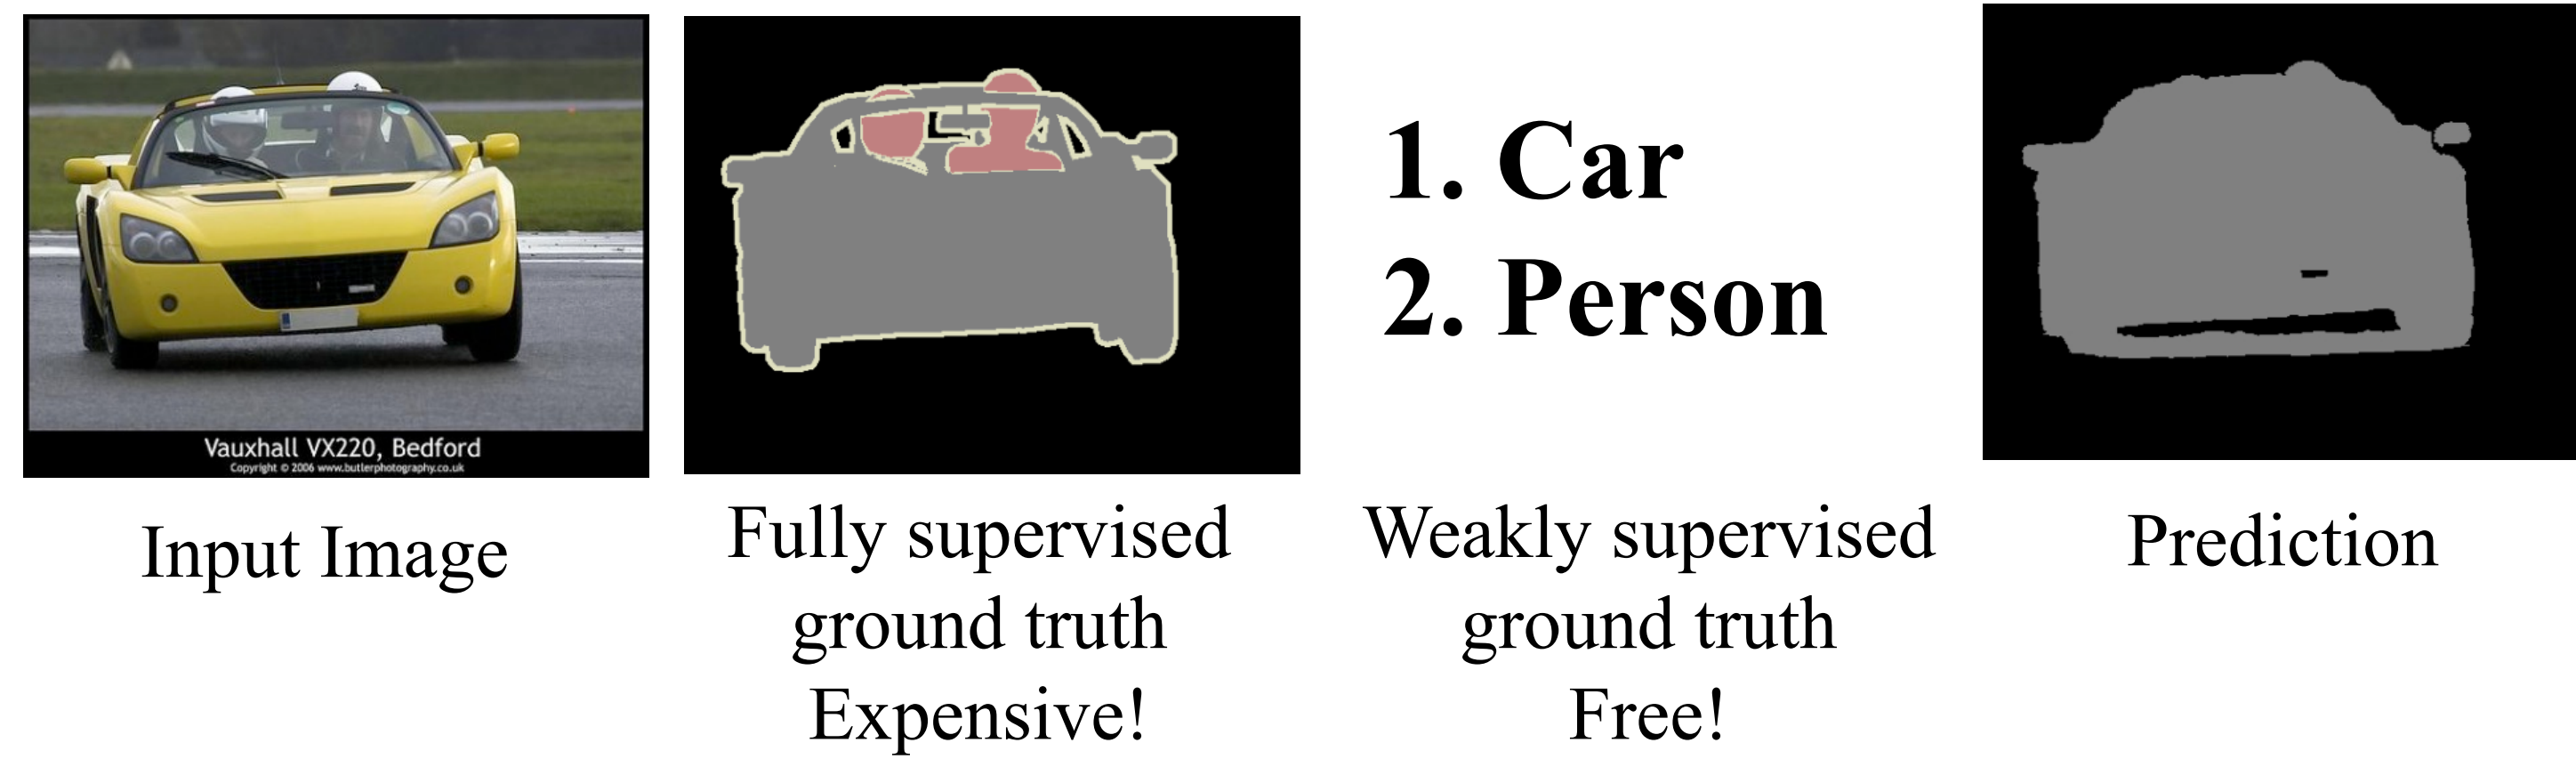 Vauxhall VX220, Bedford
Copyright © 2006 www.butlerphotography.co.uk
Input Image
Fully supervised
ground truth
Expensive!
1. Car
2. Person
Weakly supervised
ground truth
Free!
Prediction